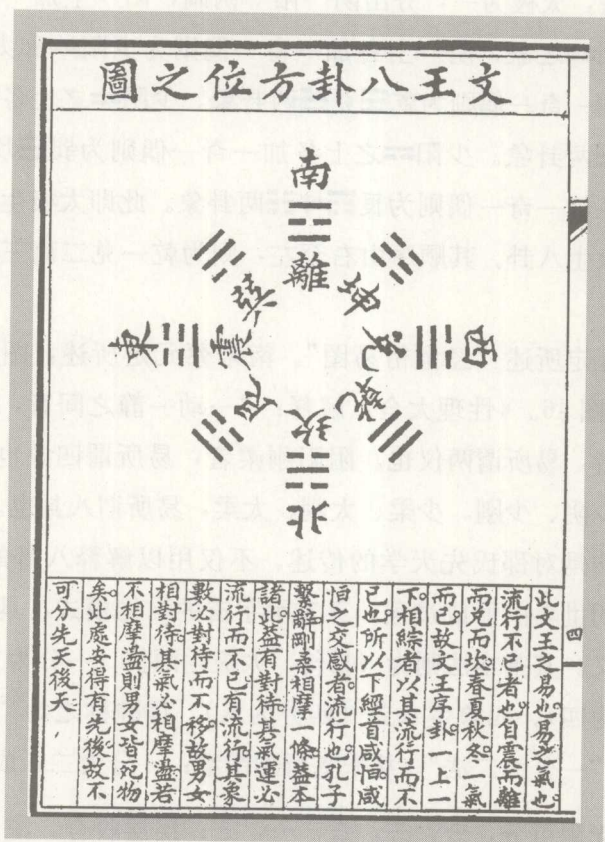 文王八卦方位之圖
南
離
巽
坤
東
震
兌
西
艮
乾
坎
北
四
此文王之易也易之氣也
流行不已者也自震而離
而兌而坎春夏秋冬一氣
而已故文王序卦一上一
下相綜者以其流行而不
已也所以下經首咸恒咸
恒之交感者流行也孔子
繫辭剛柔相摩一條蓋本
諸此蓋有對待其氣運必
流行而不已有流行其象
數必對待而不移故男女
相對待其氣必相摩盪若
不相摩盪則男女皆死物
矣此處安得有先後故不
可分先天後天